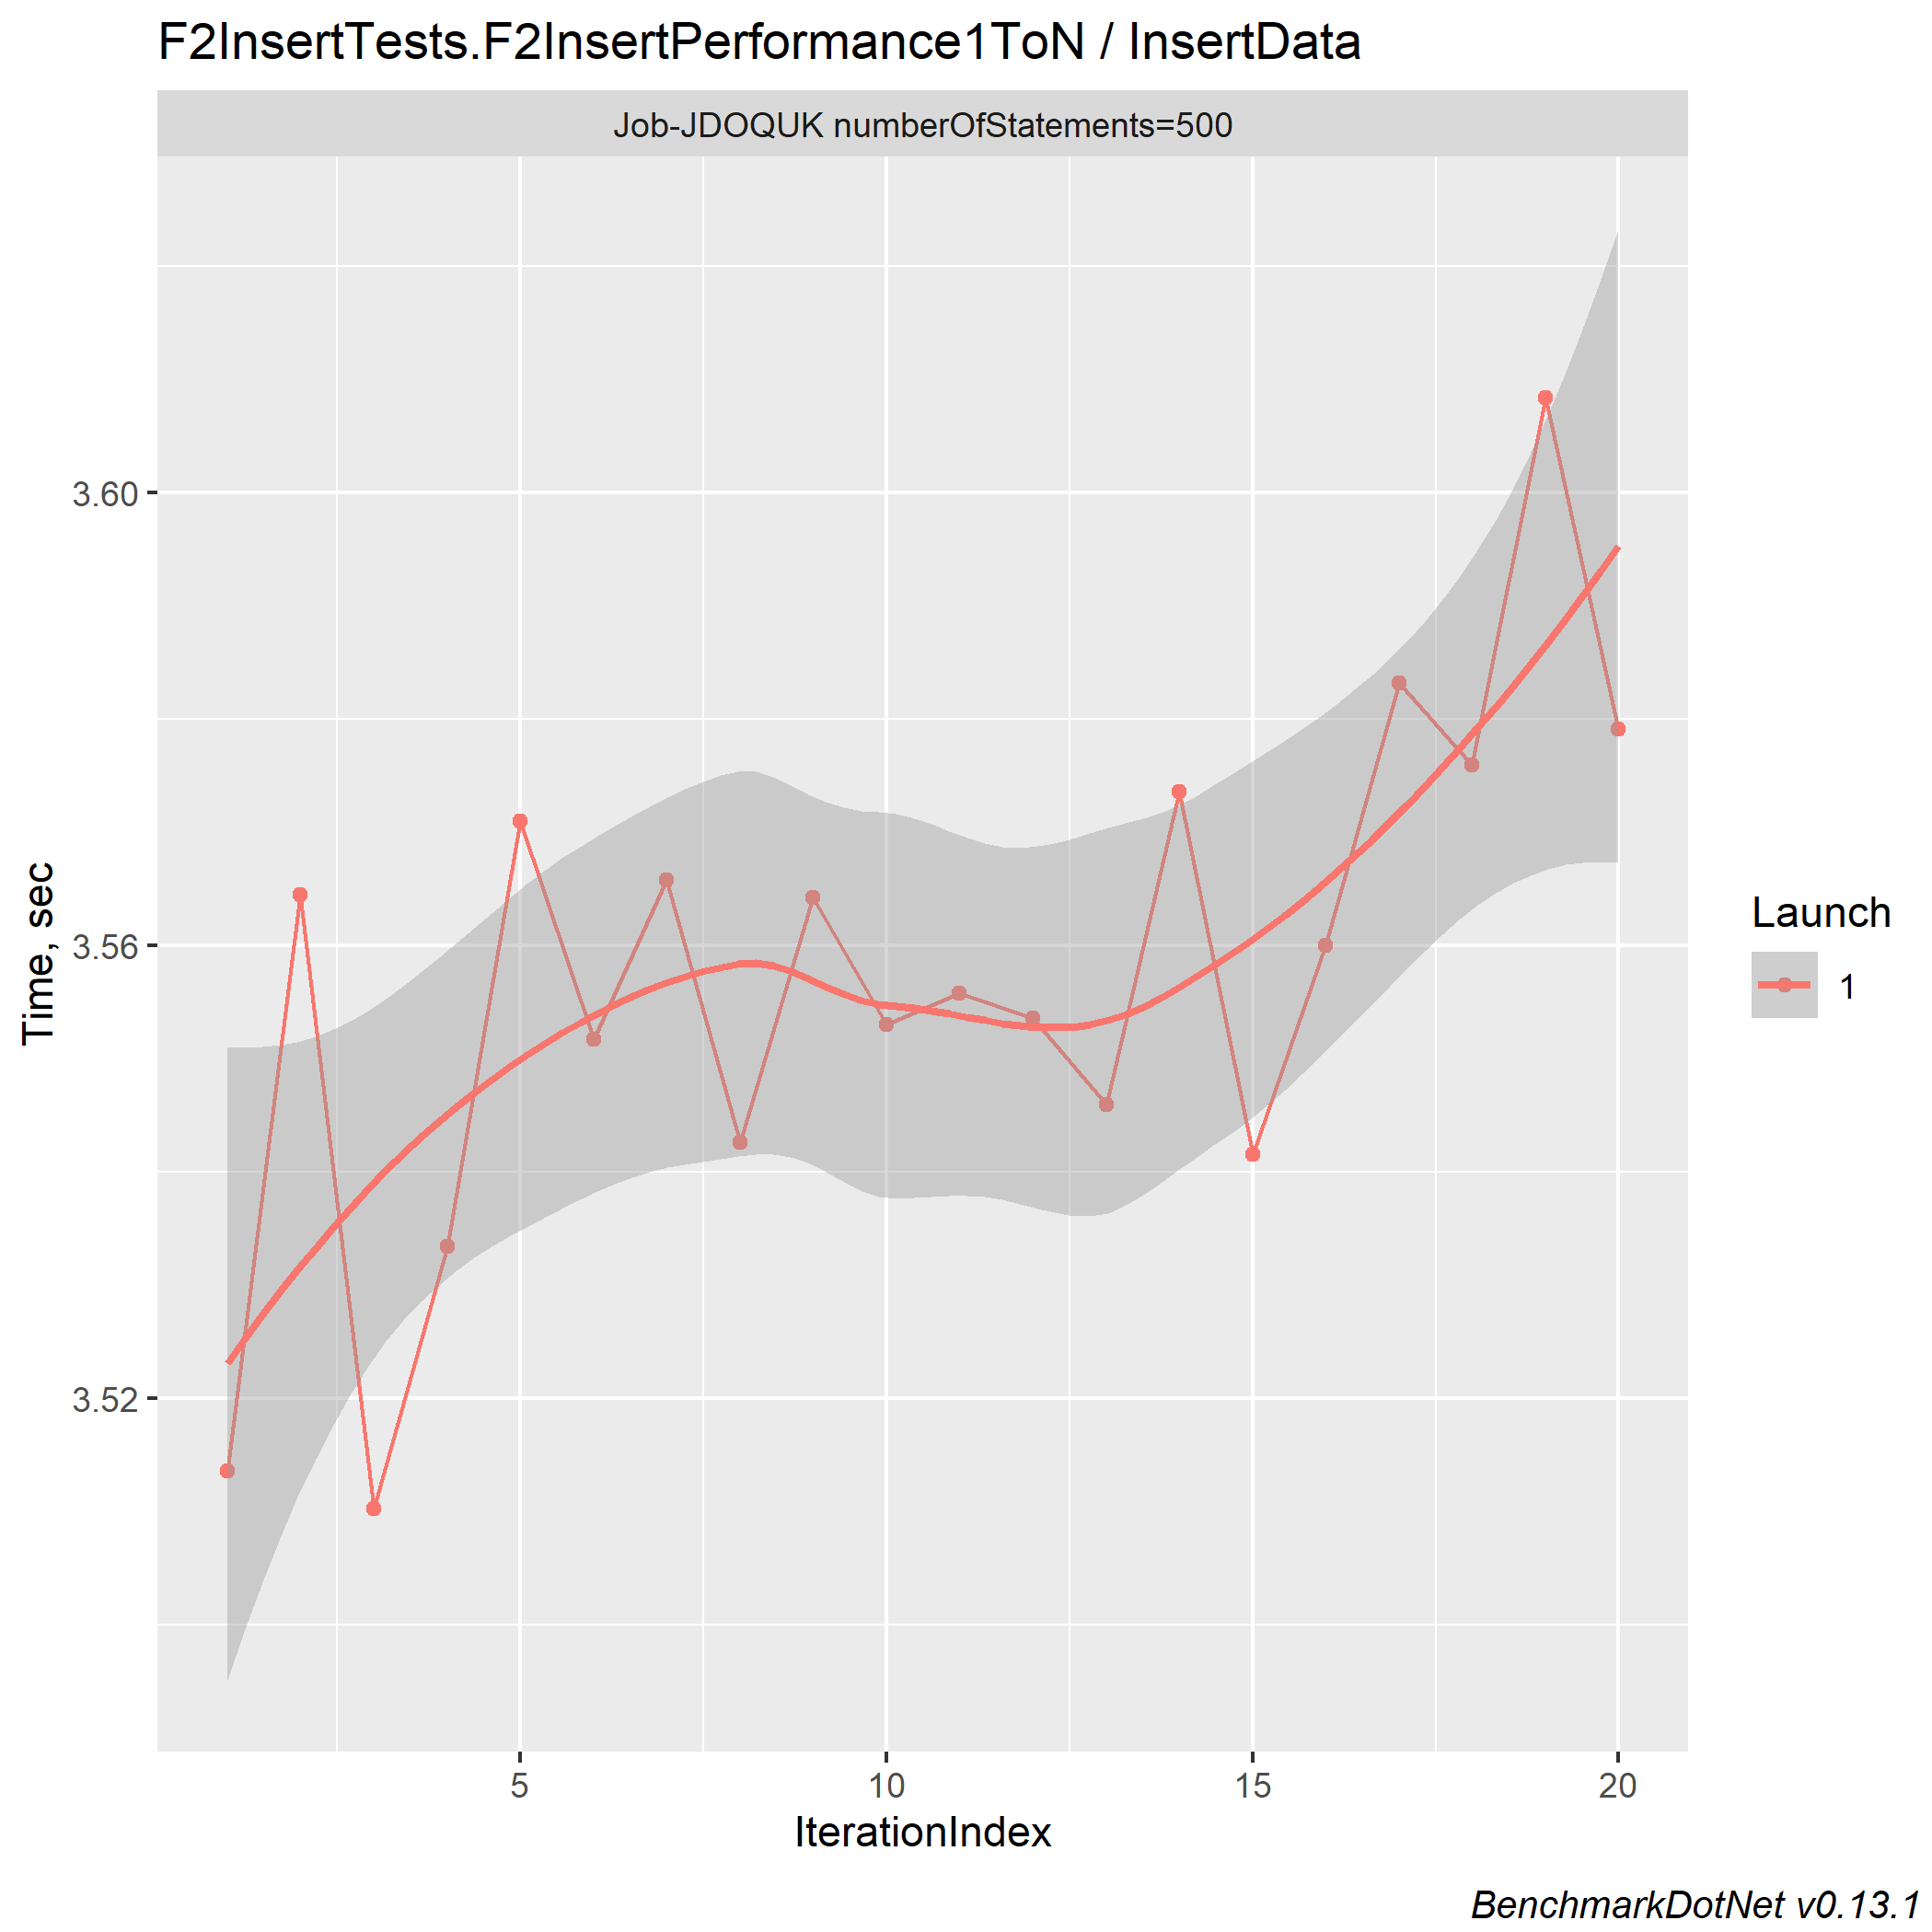 F2InsertTests.F2InsertPerformance1ToN / InsertData
Job-JDOQUK numberOfStatements=500
3.60
3.56
3.52
Time, sec
5
10
15
20
IterationIndex
Launch
1
BenchmarkDotNet v0.13.1